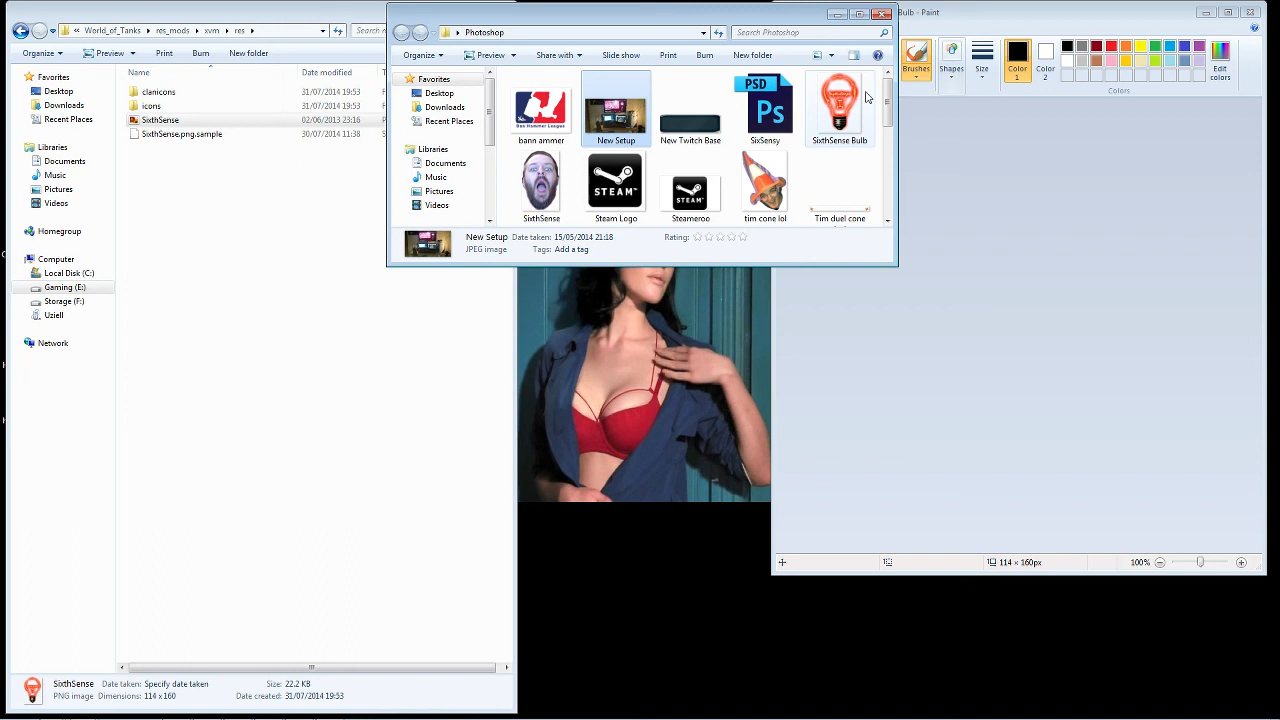 World_of_Tanks ▸ res_mods ▸ xvm ▸ res ▸
Organize Preview Print Burn New folder
Name Date modified
Favorites
Desktop
Downloads
Recent Places
Libraries
Documents
Music
Pictures
Videos
Homegroup
Computer
Local Disk (C:)
Gaming (E:)
Storage (F:)
Uziell
Network
clanicons 31/07/2014 19:53
icons 31/07/2014 19:53
SixthSense 02/06/2013 23:16
SixthSense.png.sample 30/07/2014 11:38
SixthSense Date taken: Specify date taken Size: 22.2 KB
PNG image Dimensions: 114 x 160 Date created: 31/07/2014 19:53
Photoshop Search Photoshop
Organize Preview Share with Slide show Print Burn New folder
Favorites
Desktop
Downloads
Recent Places
Libraries
Documents
Music
Pictures
Videos
PSD
Ps
bann ammer New Setup New Twitch Base SixSensy SixthSense Bulb
STEAM
STEAM
SixthSense Steam Logo Steameroo tim cone lol Tim duel cone
New Setup Date taken: 15/05/2014 21:18 Rating:
JPEG image Tags: Add a tag
Bulb - Paint
Brushes Shapes Size Color 1 Color 2 Edit colors
Colors
114 × 160px 100%